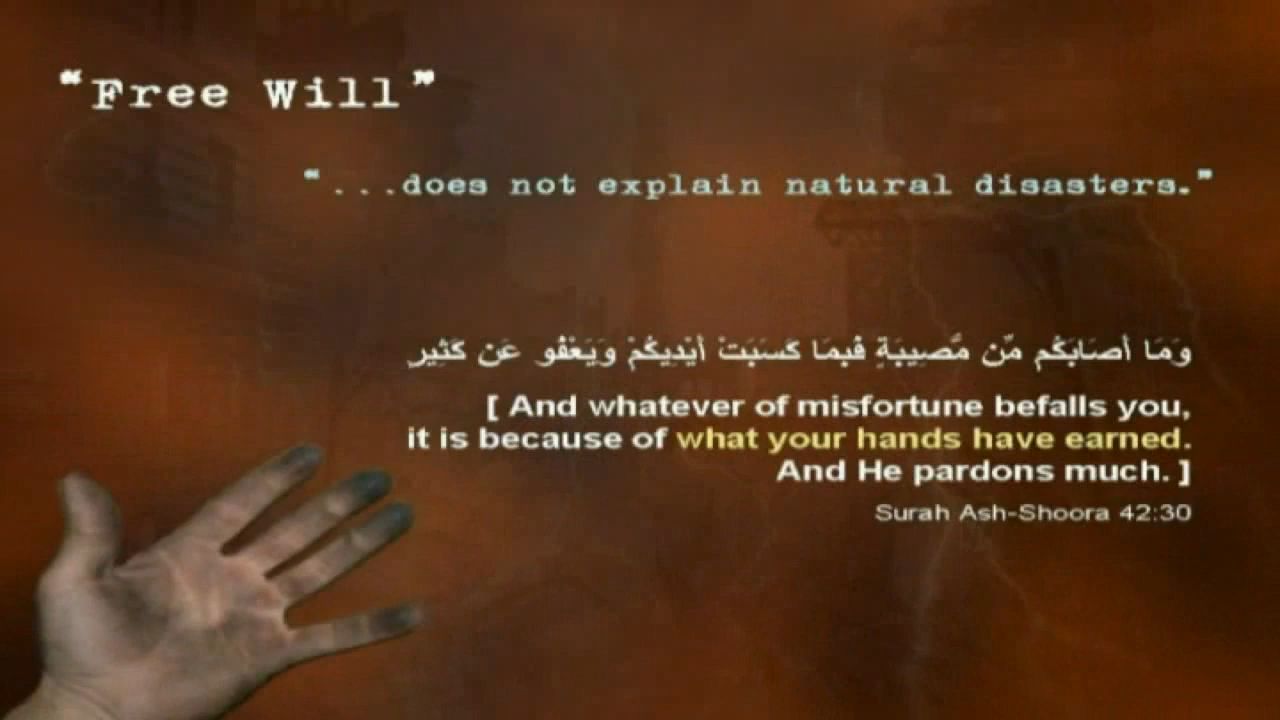 “Free Will”
“...does not explain natural disasters.”
وَمَا أَصَابَكُم مِّن مُّصِيبَةٍ فَبِمَا كَسَبَتْ أَيْدِيكُمْ وَيَعْفُو عَن كَثِيرٍ
[ And whatever of misfortune befalls you,
it is because of what your hands have earned.
And He pardons much. ]
Surah Ash-Shoora 42:30